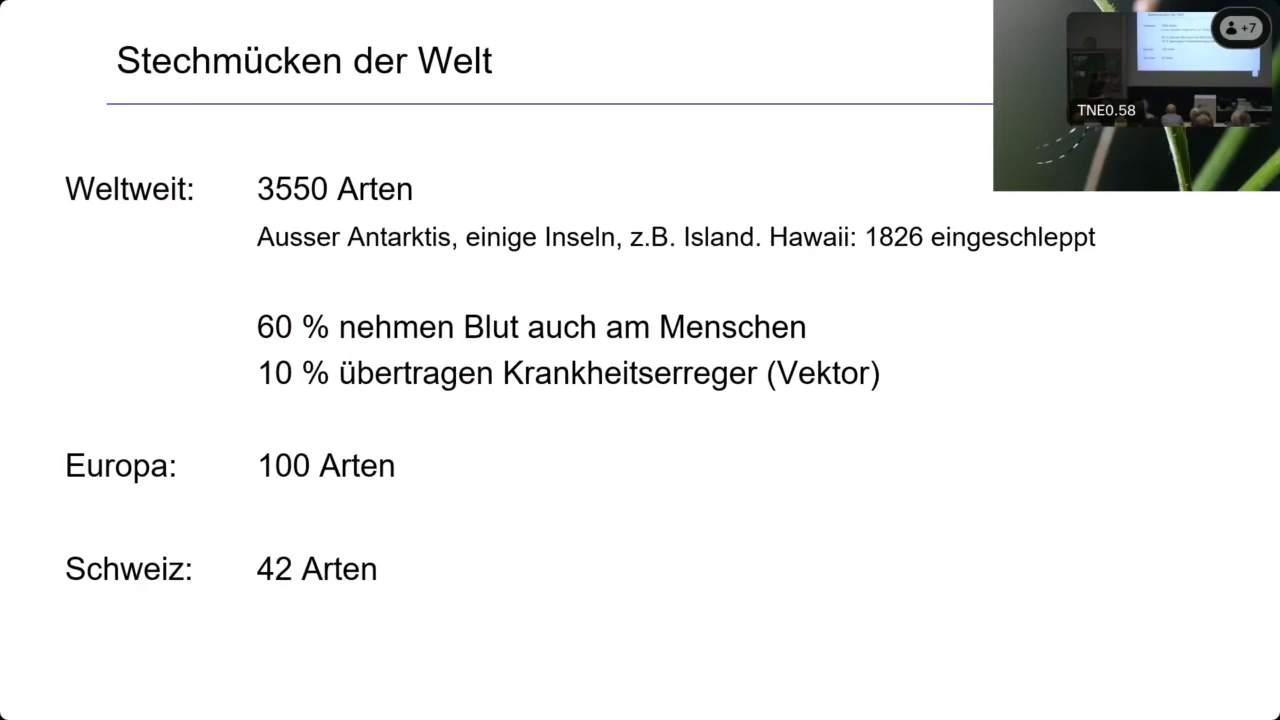 Stechmücken der Welt
+7
TNE0.58
Weltweit: 3550 Arten
Ausser Antarktis, einige Inseln, z.B. Island. Hawaii: 1826 eingeschleppt
60 % nehmen Blut auch am Menschen
10 % übertragen Krankheitserreger (Vektor)
Europa: 100 Arten
Schweiz: 42 Arten